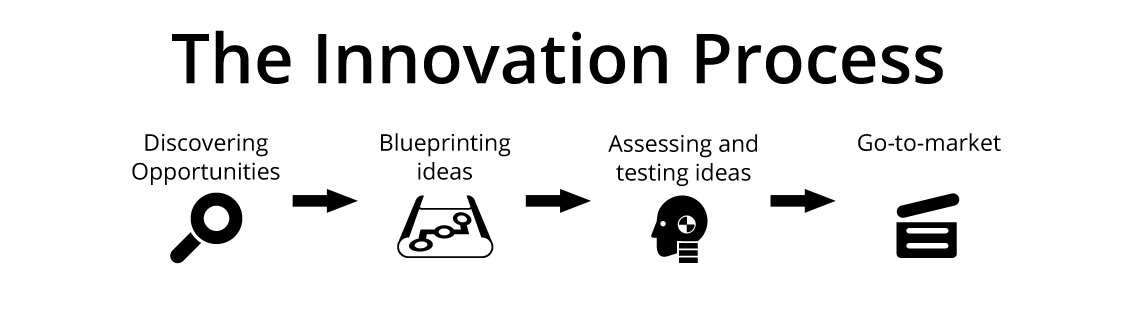 The Innovation Process
Discovering
Opportunities
Blueprinting
ideas
Assessing and
testing ideas
Go-to-market